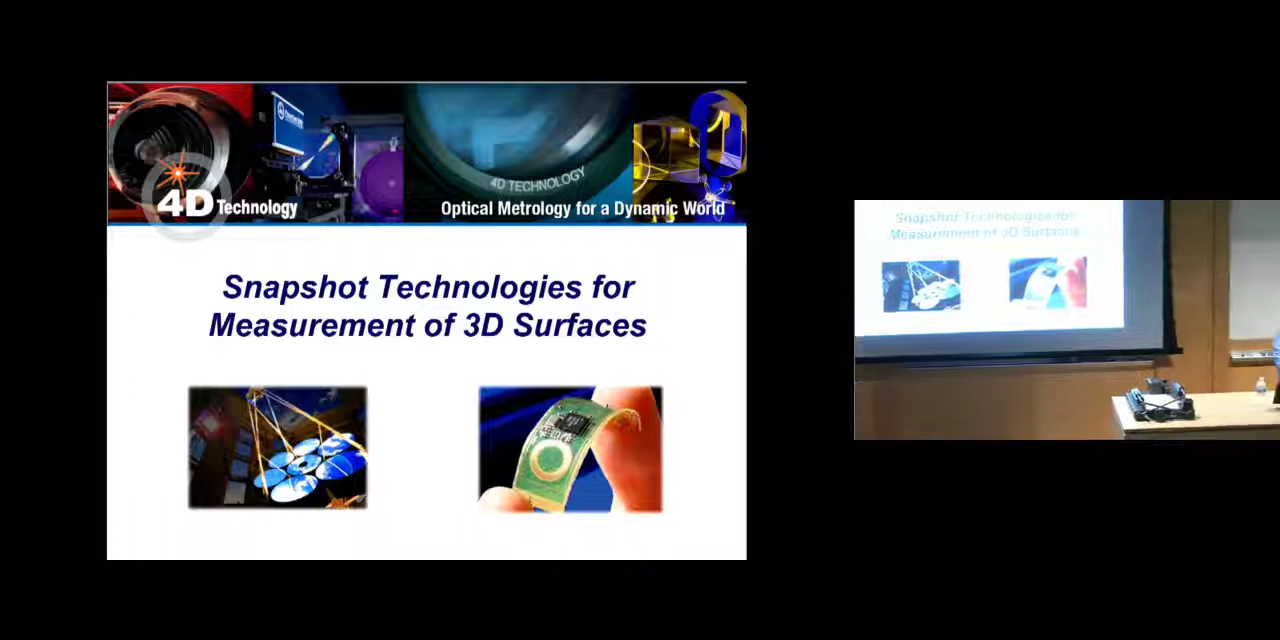 4D TECHNOLOGY
4D Technology
Optical Metrology for a Dynamic World
Snapshot Technologies for
Measurement of 3D Surfaces
Snapshot Technologies for
Measurement of 3D Surfaces